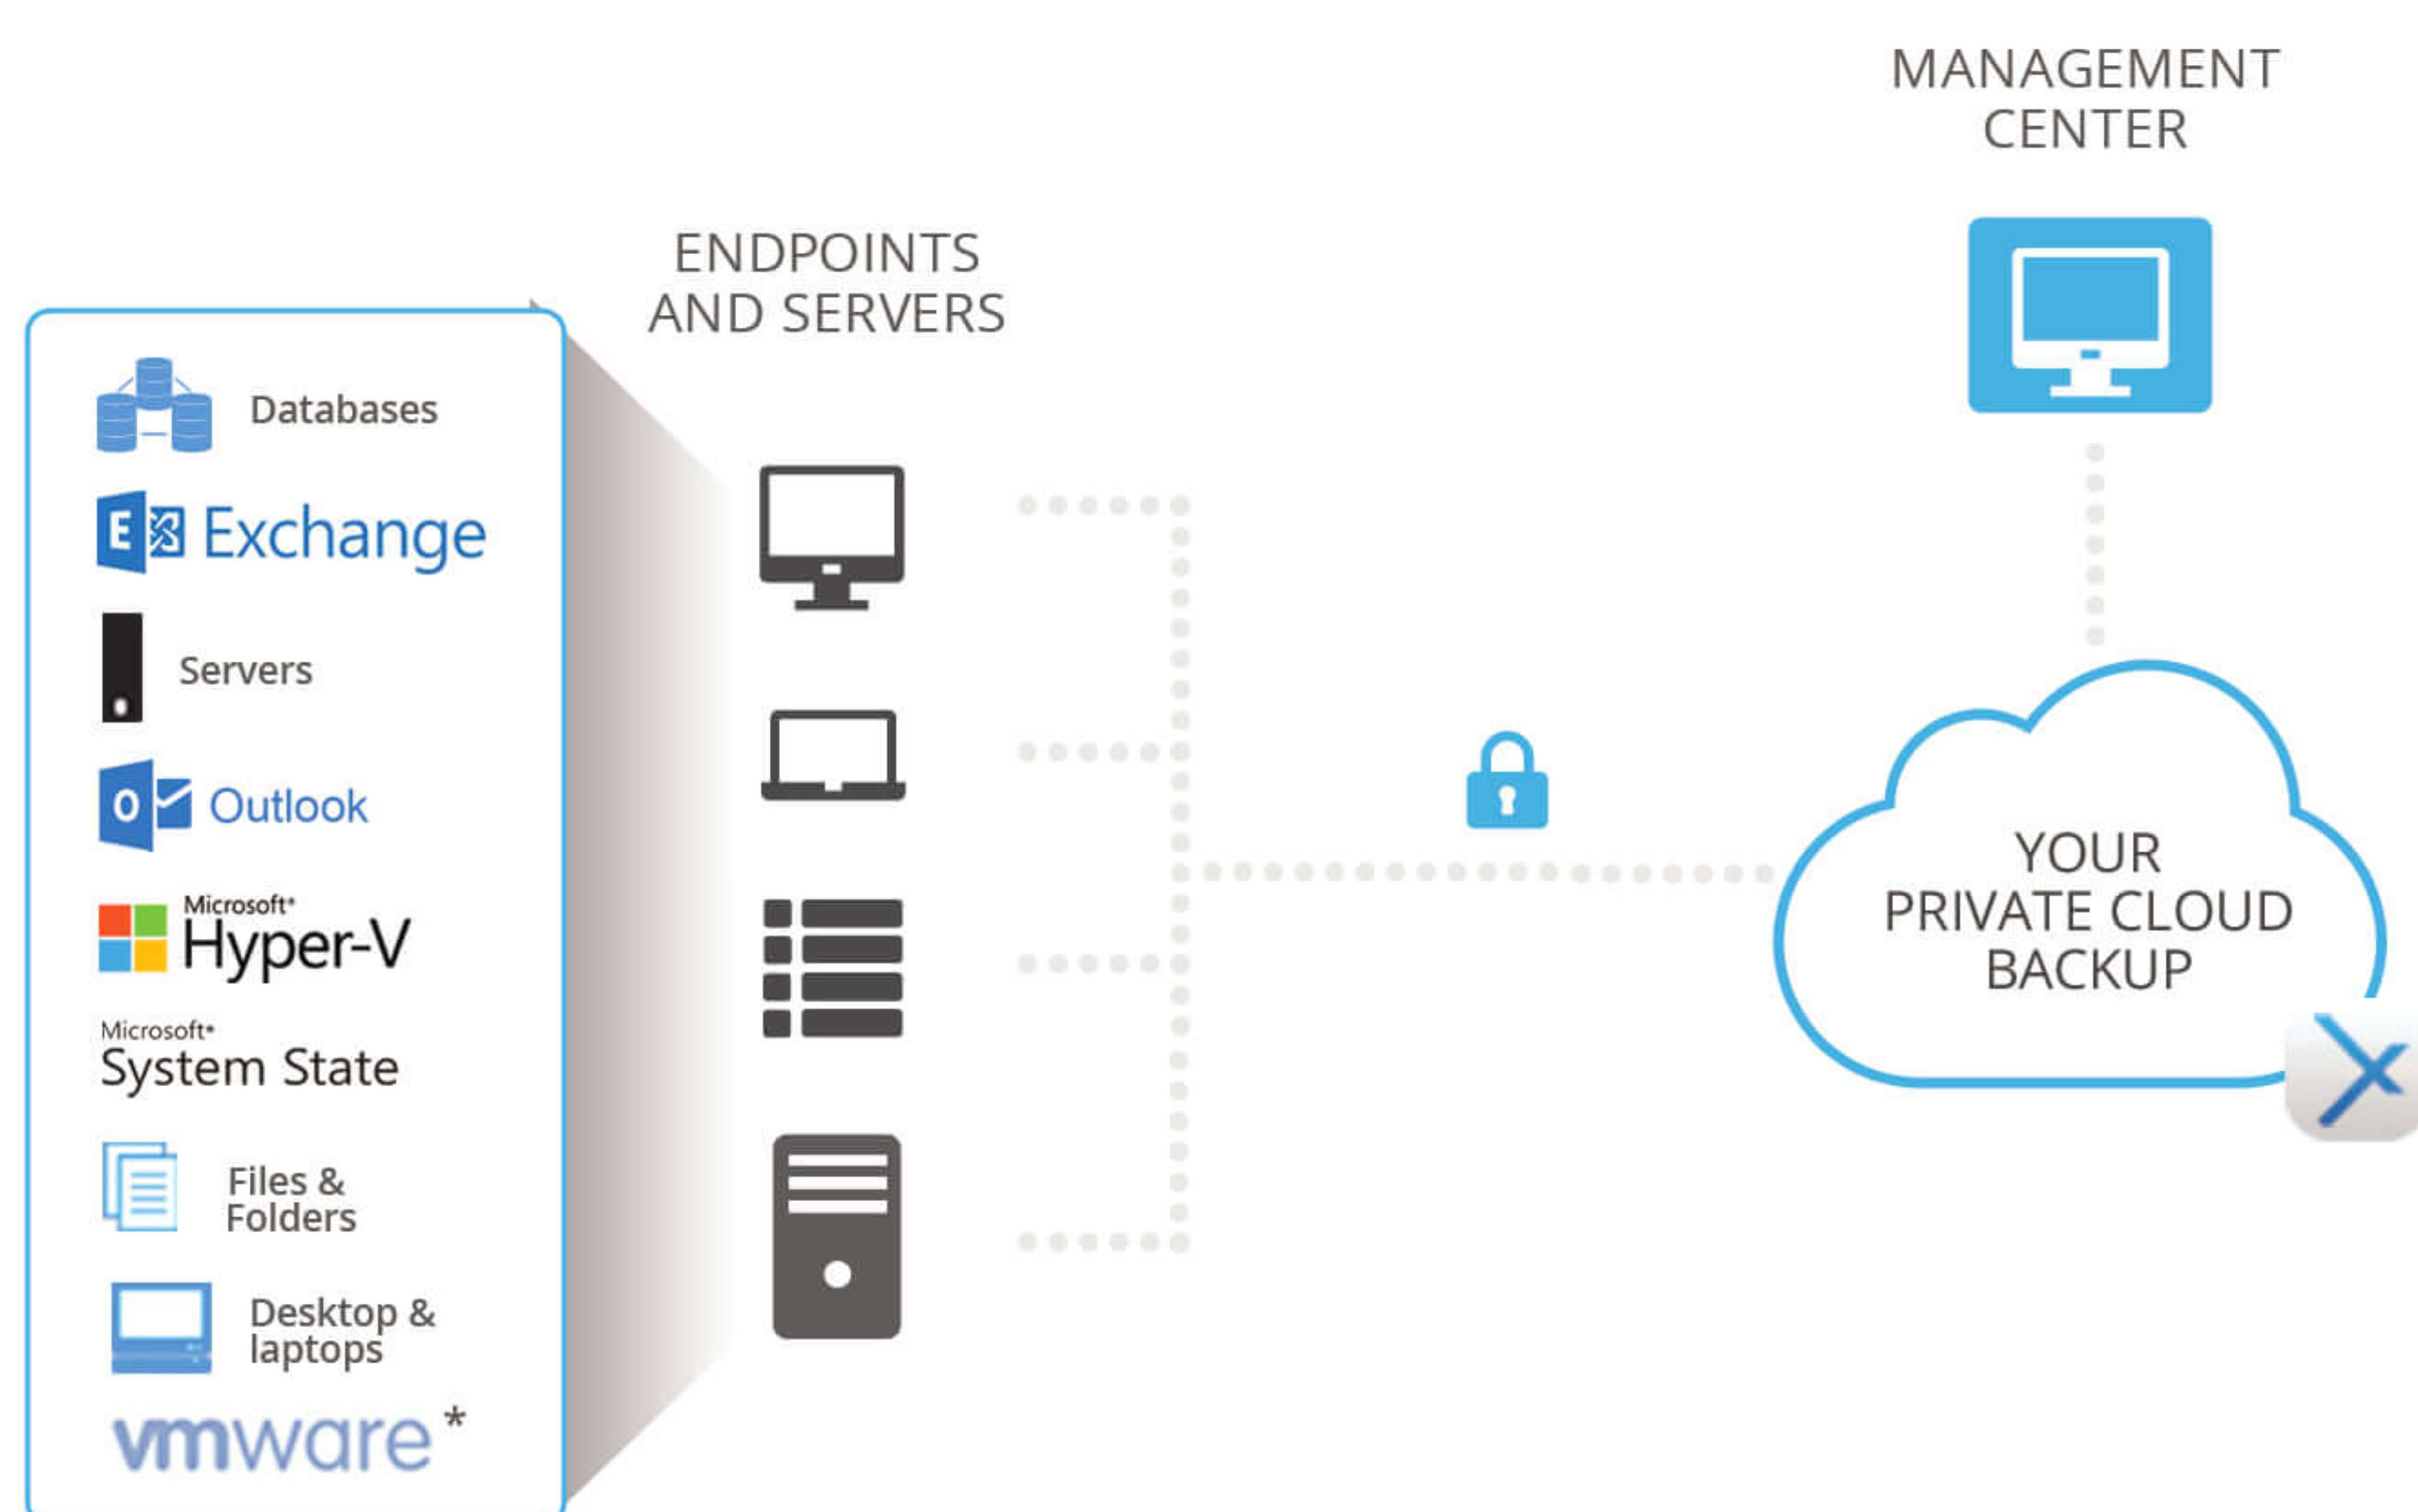 MANAGEMENT
CENTER
ENDPOINTS
AND SERVERS
Databases
E Exchange
Servers
O Outlook
Microsoft®
Hyper-V
Microsoft®
System State
Files &
Folders
Desktop &
laptops
vmware*
YOUR
PRIVATE CLOUD
BACKUP